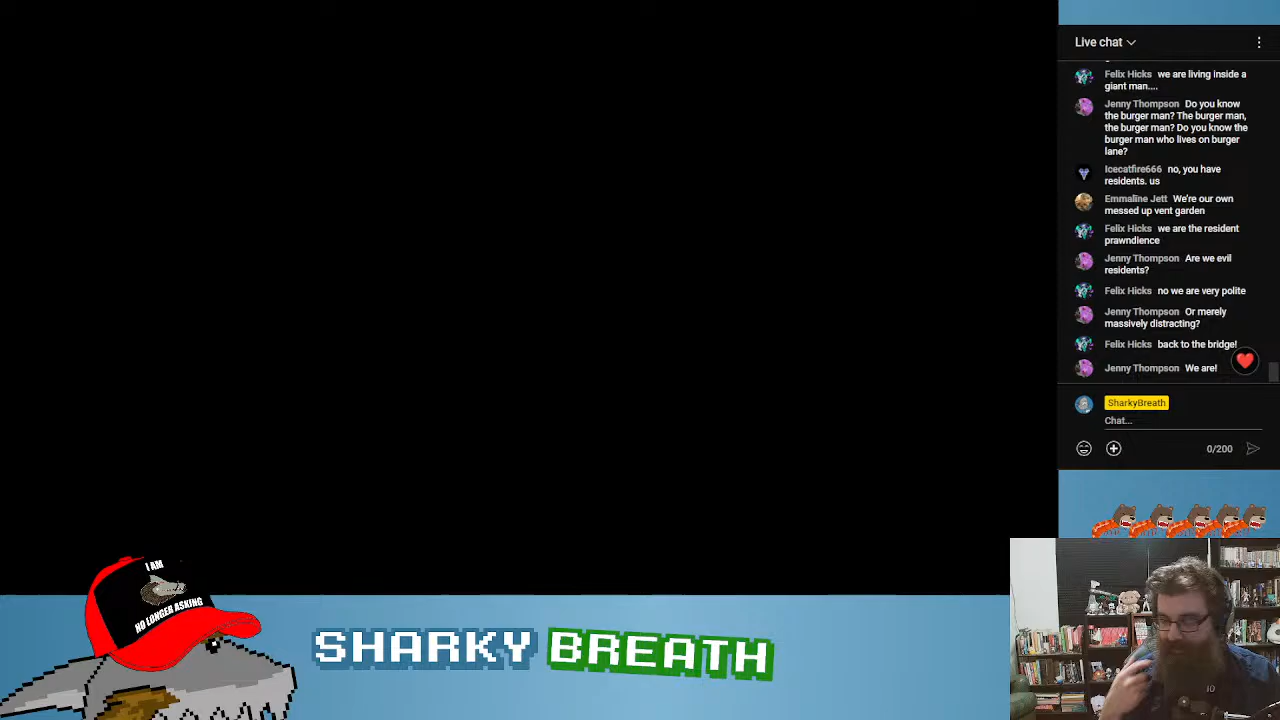 Live chat
Felix Hicks we are living inside a
giant man....
Jenny Thompson Do you know
the burger man? The burger man,
the burger man? Do you know the
burger man who lives on burger
lane?
Icecatfire666 no, you have
residents. us
Emmaline Jett We're our own
messed up vent garden
Felix Hicks we are the resident
prawndience
Jenny Thompson Are we evil
residents?
Felix Hicks no we are very polite
Jenny Thompson Or merely
massively distracting?
Felix Hicks back to the bridge!
Jenny Thompson We are!
SharkyBreath
Chat...
0/200
I AM
NO LONGER ASKING
SHARKY BREATH